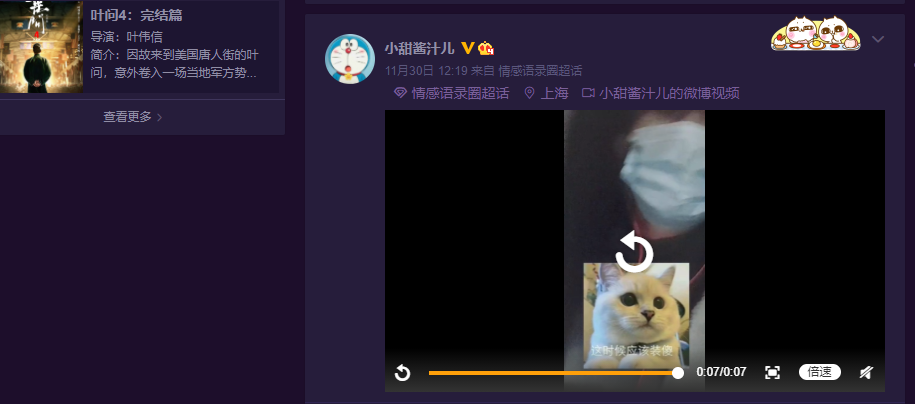 叶问4：完结篇
导演：叶伟信
简介：因故来到美国唐人街的叶
问，意外卷入一场当地军方势...
查看更多
小甜酱汁儿
11月30日 12:19 来自 情感语录圈超话
情感语录圈超话 上海 小甜酱汁儿的微博视频
这时候应该装傻
0:07/0:07 倍速